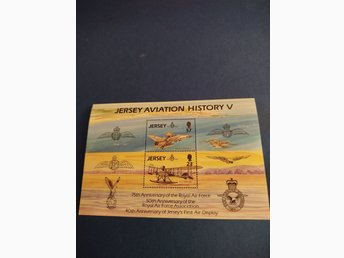 JERSEY AVIATION HISTORY V
JERSEY
JERSEY
75th Anniversary of the Royal Air Force
50th Anniversary of the
Royal Air Force Association
40th Anniversary of Jersey's First Air Display